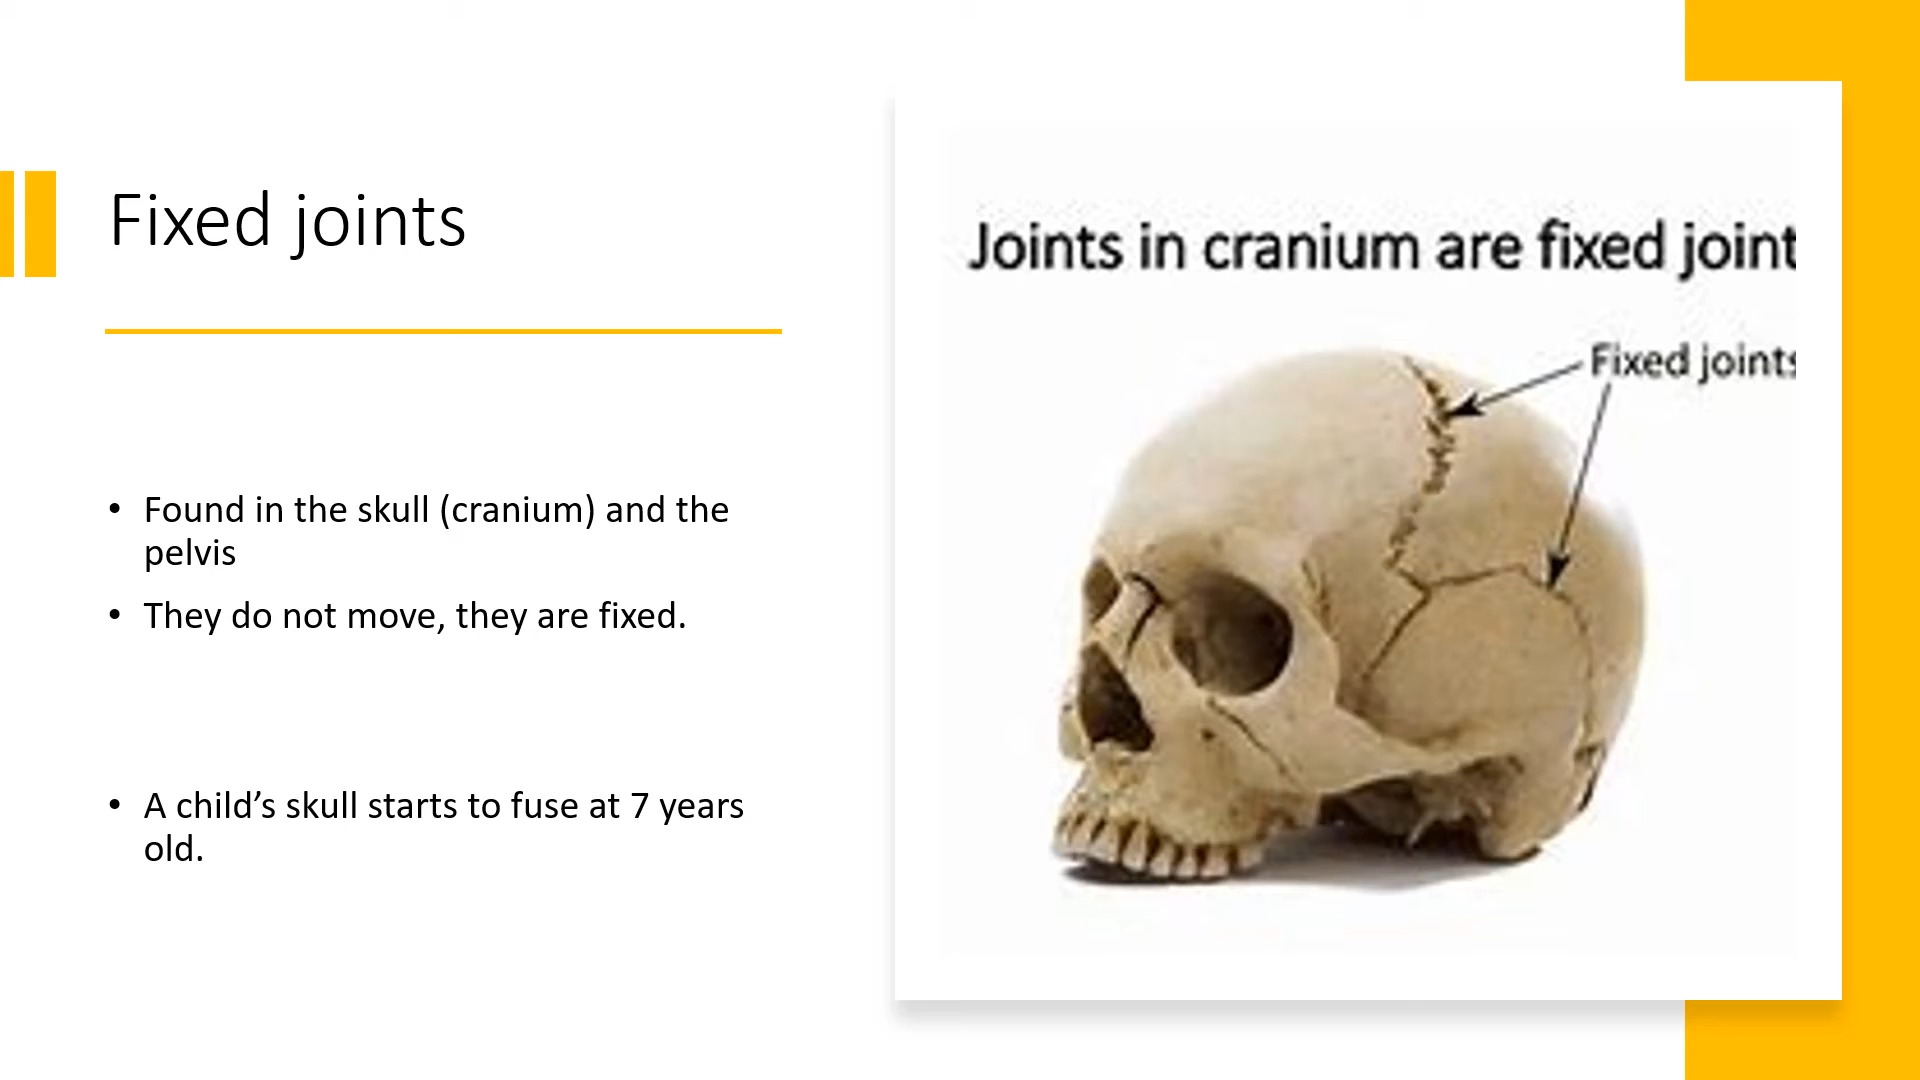 Fixed joints
Found in the skull (cranium) and the
pelvis
They do not move, they are fixed.
A child’s skull starts to fuse at 7 years
old.
Joints in cranium are fixed joint
Fixed joints